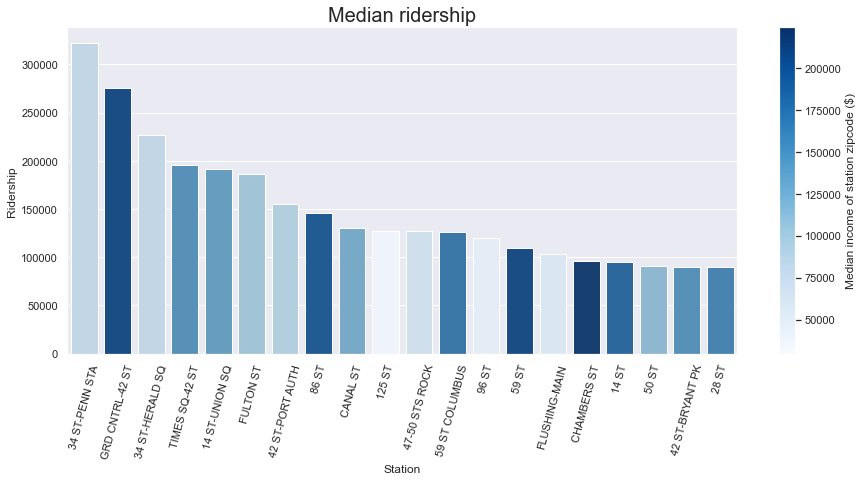 Median ridership
Ridership
300000
250000
200000
150000
100000
50000
0
34 ST-PENN STA
GRD CNTRL-42 ST
34 ST-HERALD SQ
TIMES SQ-42 ST
14 ST-UNION SQ
FULTON ST
42 ST-PORT AUTH
86 ST
CANAL ST
125 ST
47-50 STS ROCK
59 ST COLUMBUS
96 ST
59 ST
FLUSHING-MAIN
CHAMBERS ST
14 ST
50 ST
42 ST-BRYANT PK
28 ST
Station
200000
175000
150000
125000
100000
75000
50000
Median income of station zipcode ($)